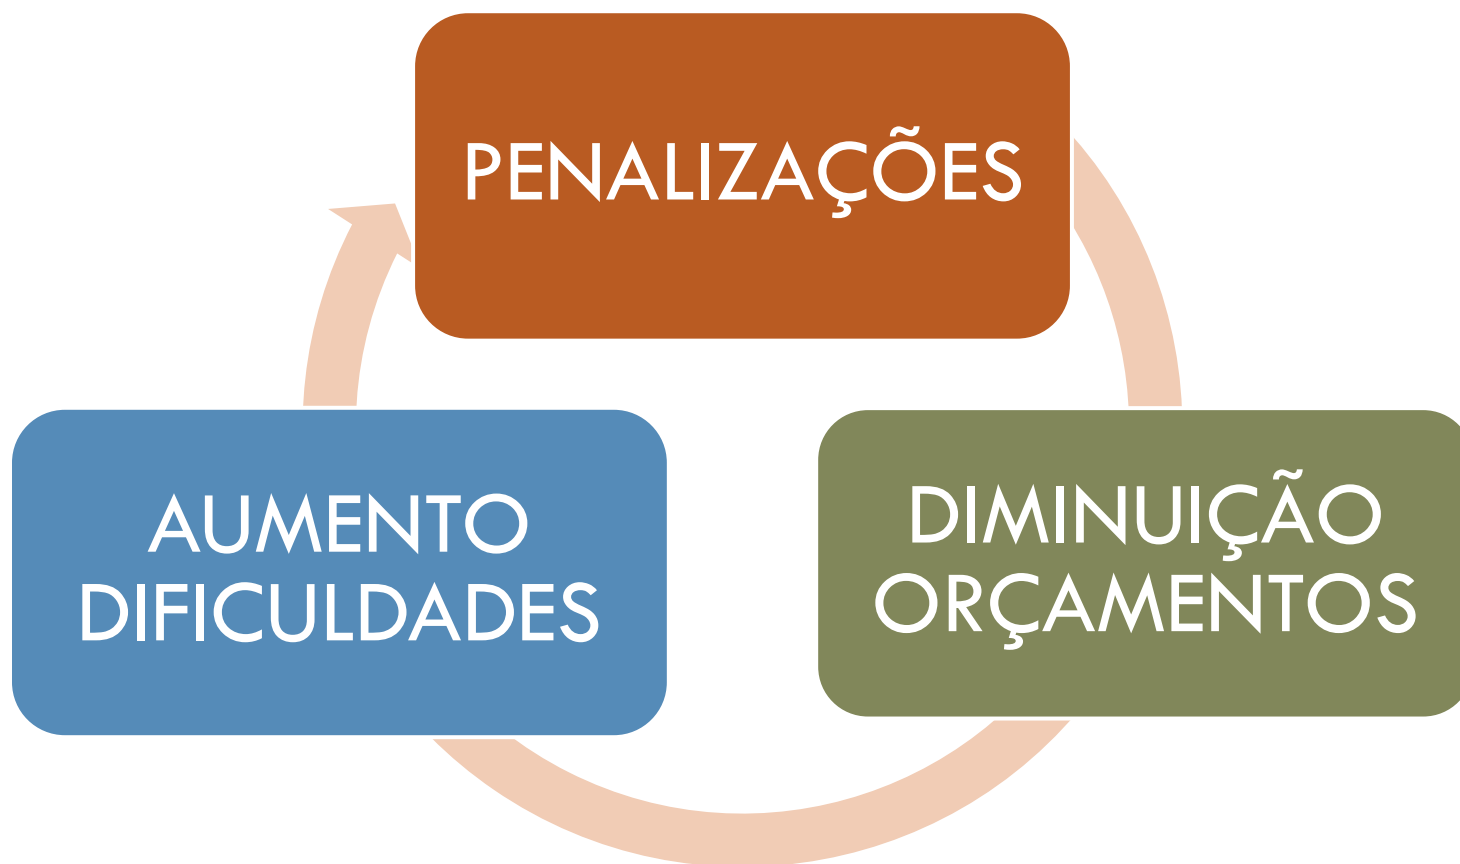 PENALIZAÇÕES
AUMENTO
DIFICULDADES
DIMINUIÇÃO
ORÇAMENTOS